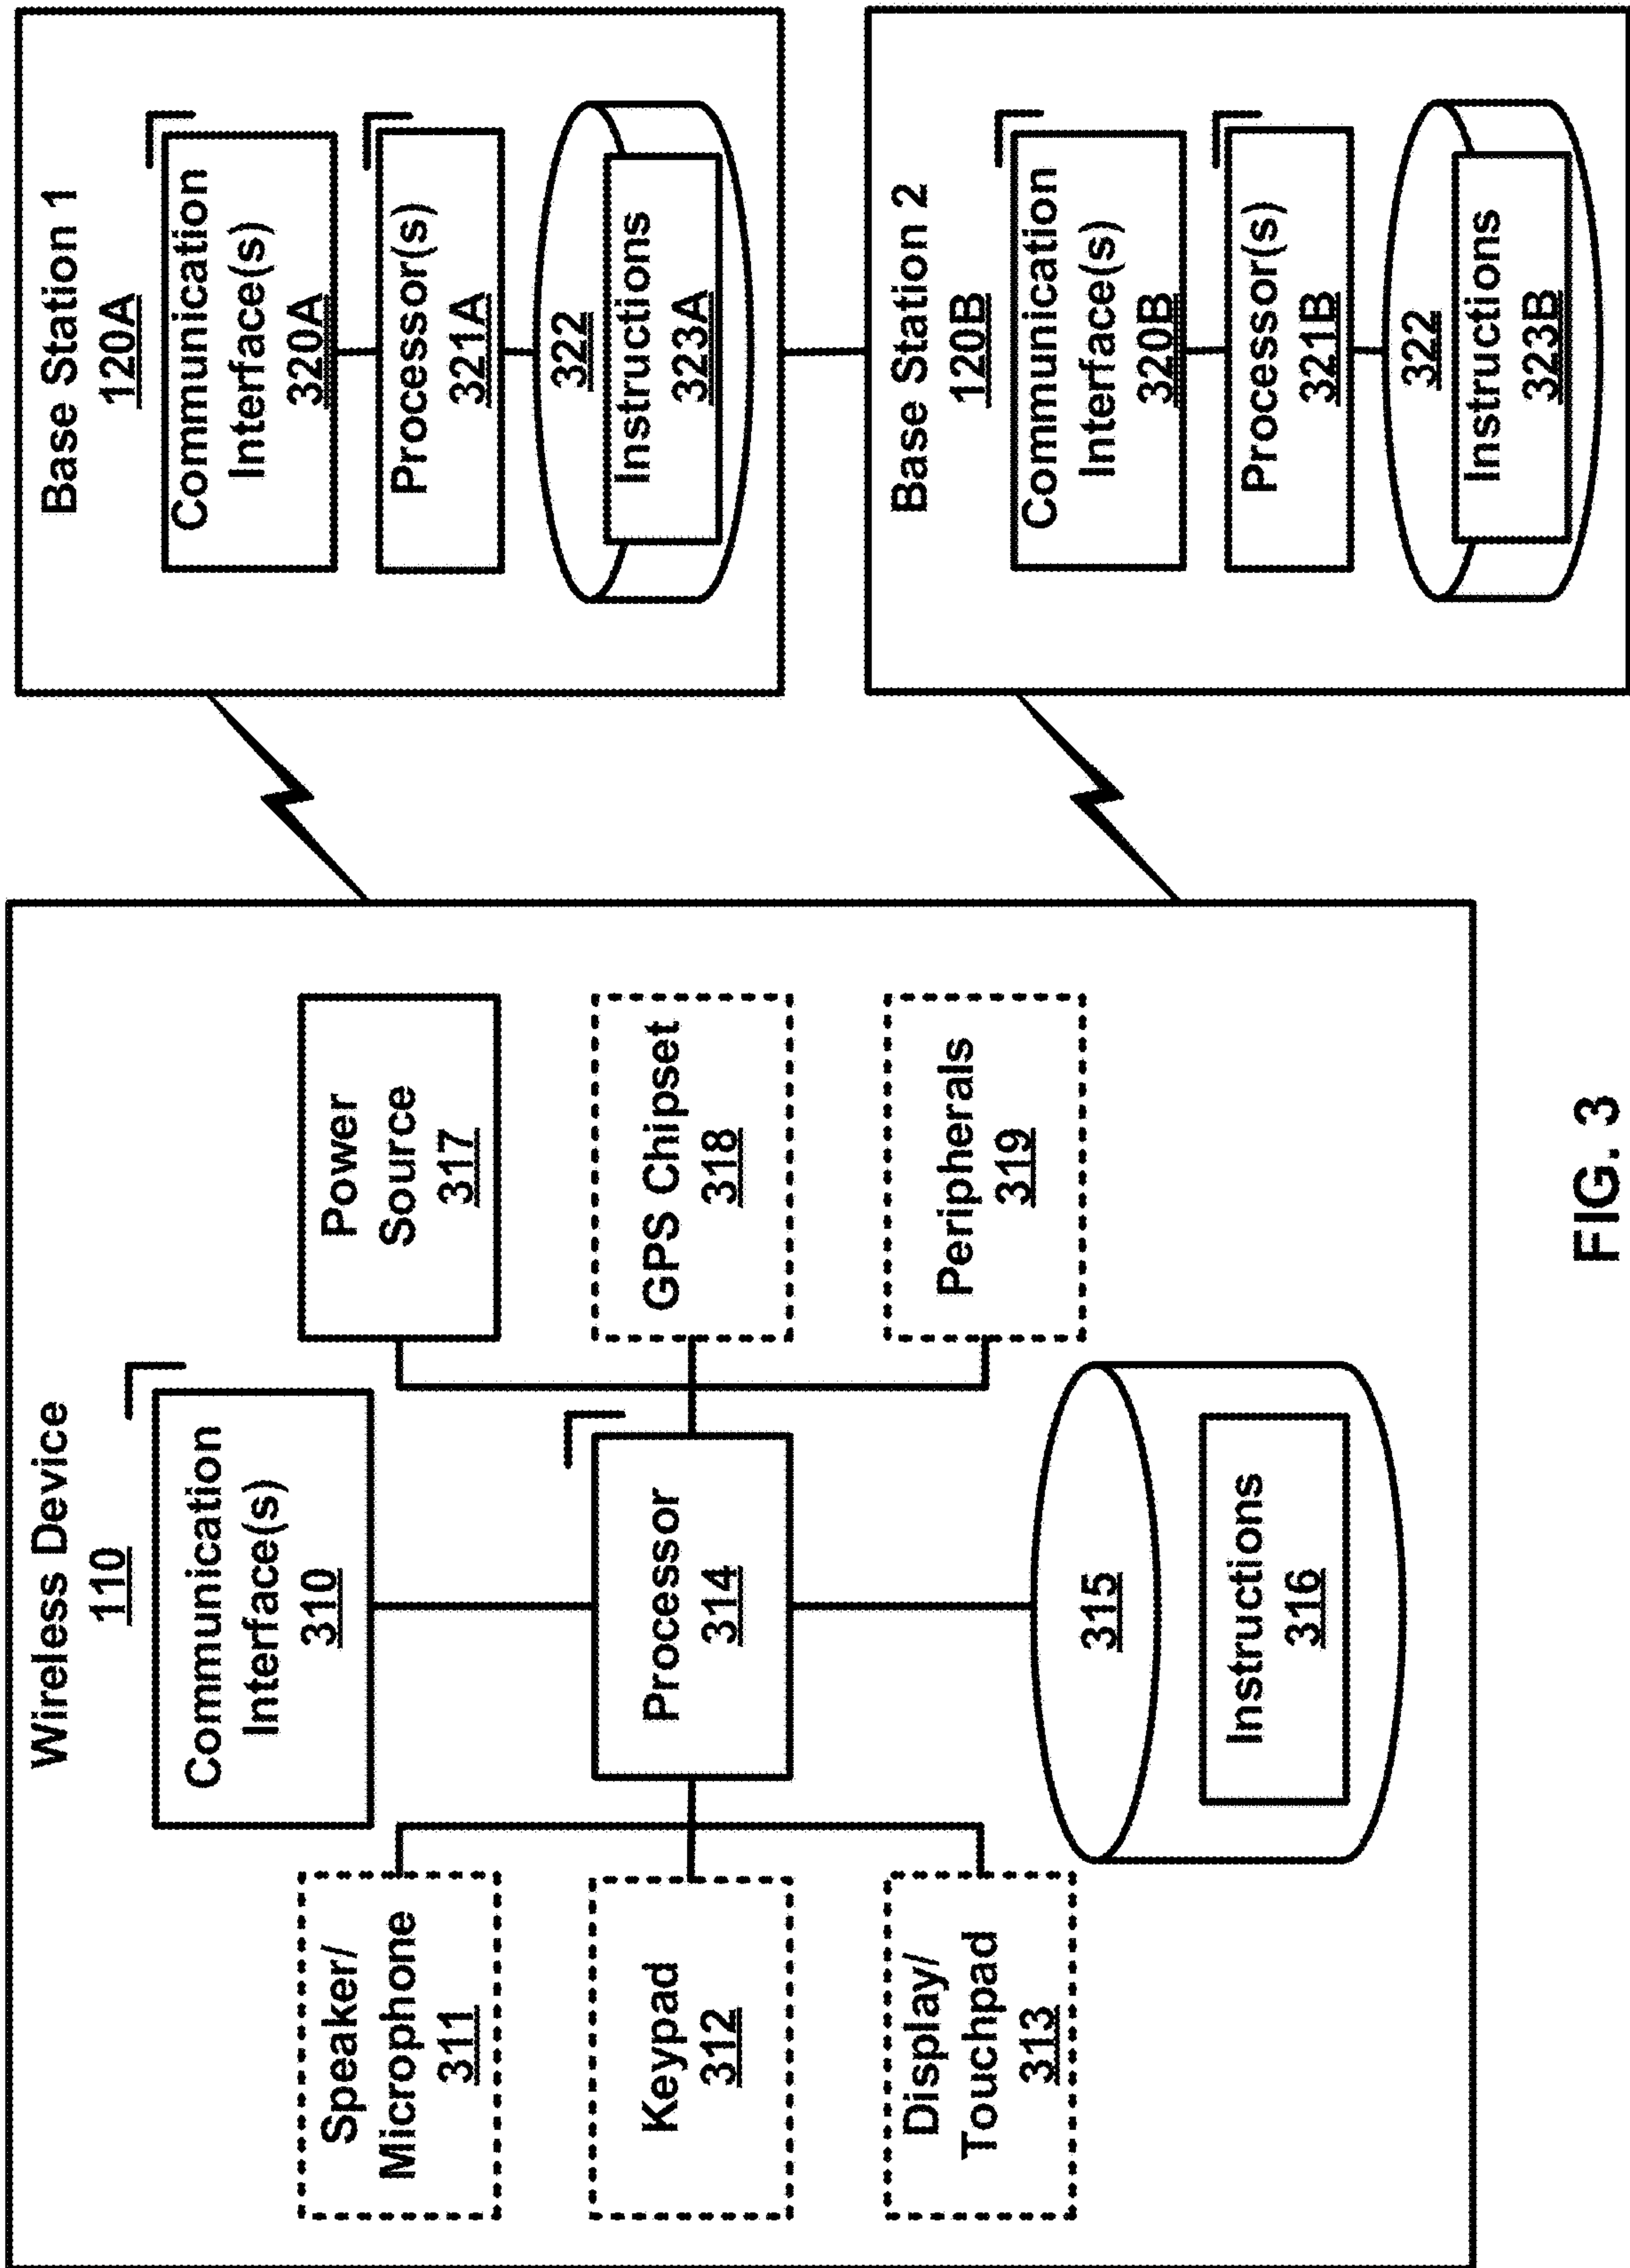 Wireless Device
110
Communication
Interface(s)
310
Speaker/
Microphone
311
Keypad
312
Display/
Touchpad
313
Processor
314
315
Instructions
316
Power
Source
317
GPS Chipset
318
Peripherals
319
Base Station 1
120A
Communication
Interface(s)
320A
Processor(s)
321A
322
Instructions
323A
Base Station 2
120B
Communication
Interface(s)
320B
Processor(s)
321B
322
Instructions
323B
FIG. 3